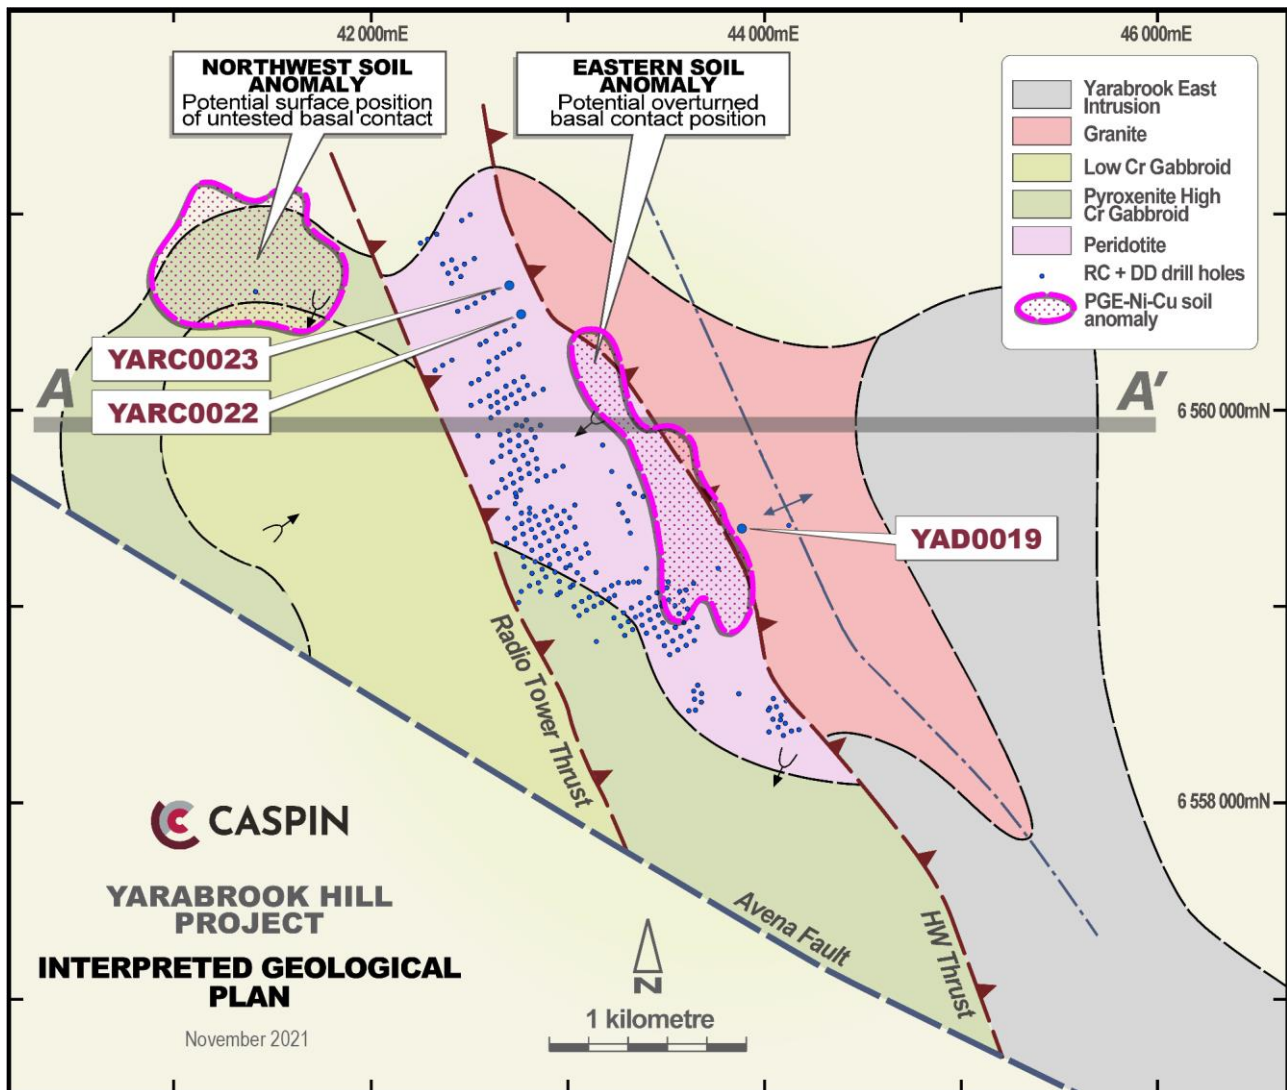 42 000mE
44 000mE
46 000mE
NORTHWEST SOIL
ANOMALY
Potential surface position
of untested basal contact
EASTERN SOIL
ANOMALY
Potential overturned
basal contact position
Yarabrook East
Intrusion
Granite
Low Cr Gabbroid
Pyroxenite High
Cr Gabbroid
Peridotite
RC + DD drill holes
PGE-Ni-Cu soil
anomaly
YARC0023
YARC0022
A
A'
6 560 000mN
YAD0019
Radio Tower Thrust
6 558 000mN
CASPIN
YARABROOK HILL
PROJECT
INTERPRETED GEOLOGICAL
PLAN
November 2021
Avena Fault
HW Thrust
N
1 kilometre